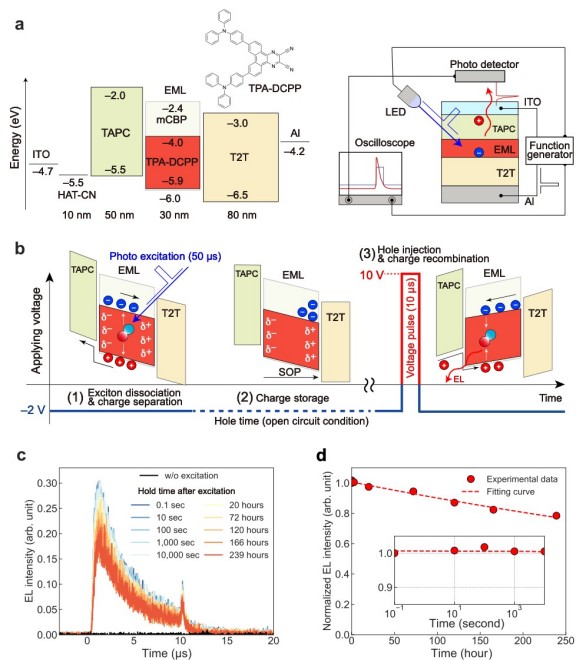 a
Energy (eV)
ITO
−4.7
−5.5
HAT-CN
10 nm
−2.0
TAPC
−5.5
50 nm
EML
−2.4
mCBP
−4.0
TPA-DCPP
−5.9
−6.0
30 nm
−3.0
T2T
−6.5
80 nm
Al
−4.2
N
N
N
N
CN
CN
TPA-DCPP
Photo detector
LED
Oscilloscope
ITO
TAPC
EML
T2T
Al
Function
generator
b
Applying voltage
−2 V
TAPC
EML
Photo excitation (50 µs)
δ− δ+
δ− δ+
δ− δ+
T2T
(1) Exciton dissociation
& charge separation
TAPC
EML
δ− δ+
δ− δ+
δ− δ+
T2T
SOP
(2) Charge storage
Hole time (open circuit condition)
(3) Hole injection
& charge recombination
10 V
Voltage pulse (10 µs)
TAPC
EML
δ− δ+
δ− δ+
δ− δ+
T2T
EL
Time
c
EL intensity (arb. unit)
0.30
0.25
0.20
0.15
0.10
0.05
0.00
0 5 10 15 20
Time (µs)
w/o excitation
Hold time after excitation
0.1 sec 20 hours
10 sec 72 hours
100 sec 120 hours
1,000 sec 166 hours
10,000 sec 239 hours
d
Normalized EL intensity (arb. unit)
1.0
0.8
0.6
0.4
0.2
0.0
0 50 100 150 200 250
Time (hour)
Experimental data
Fitting curve
1.0
0.9
10⁻¹ 10¹ 10³
Time (second)